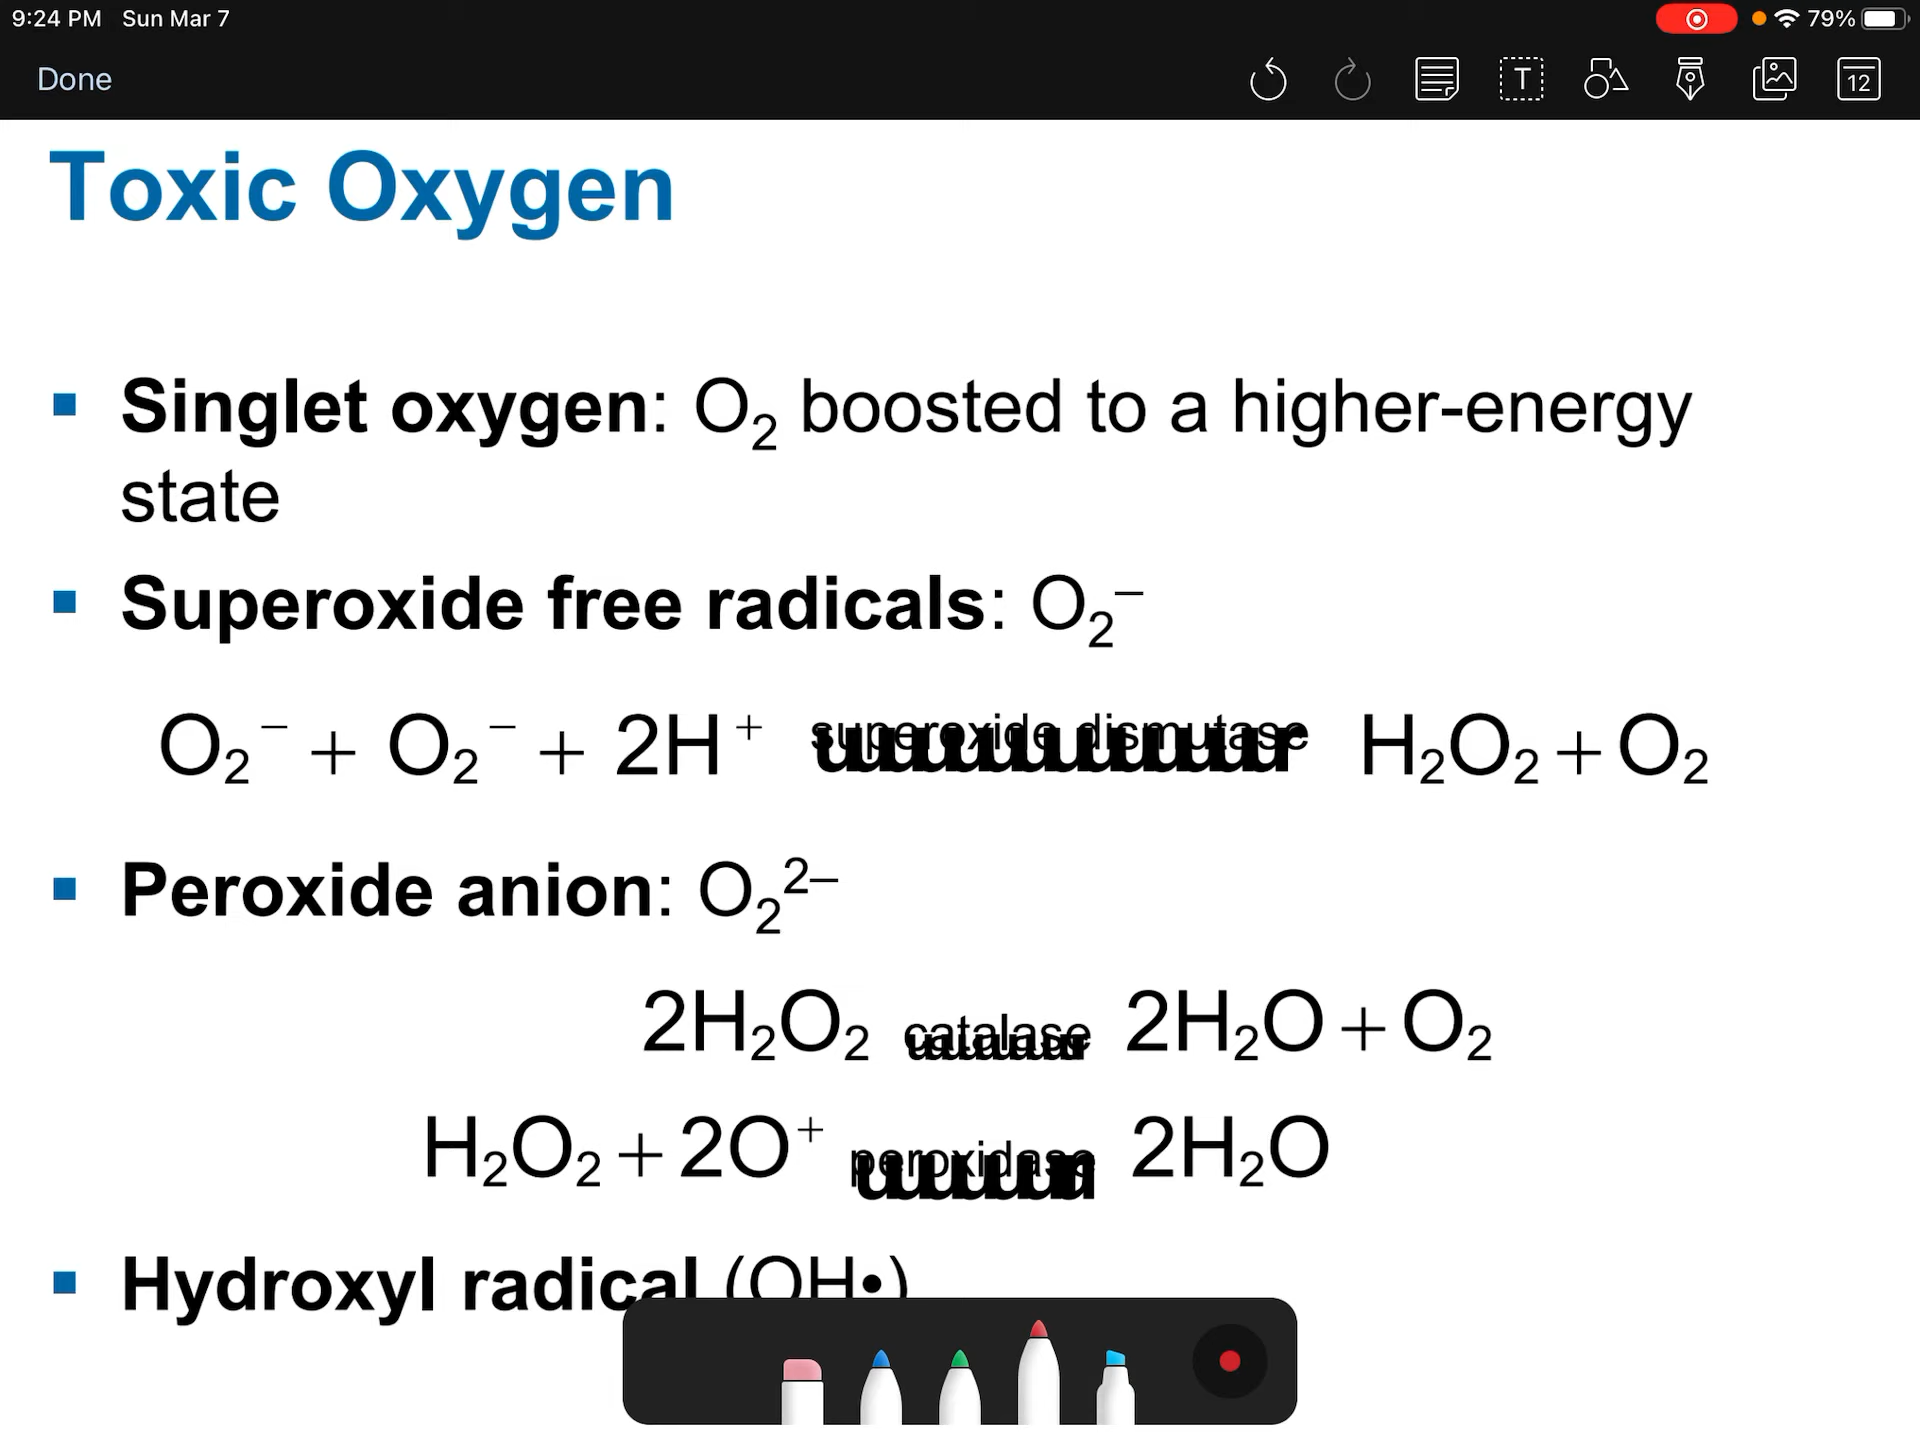 9:24 PM Sun Mar 7
79%
Done
T
12
Toxic Oxygen
Singlet oxygen: O₂ boosted to a higher-energy
state
Superoxide free radicals: O₂⁻
O₂⁻ + O₂⁻ + 2H⁺ superoxide dismutase H₂O₂ + O₂
Peroxide anion: O₂²⁻
2H₂O₂ catalase 2H₂O + O₂
H₂O₂ + 2O⁺ peroxidase 2H₂O
Hydroxyl radical (OH•)